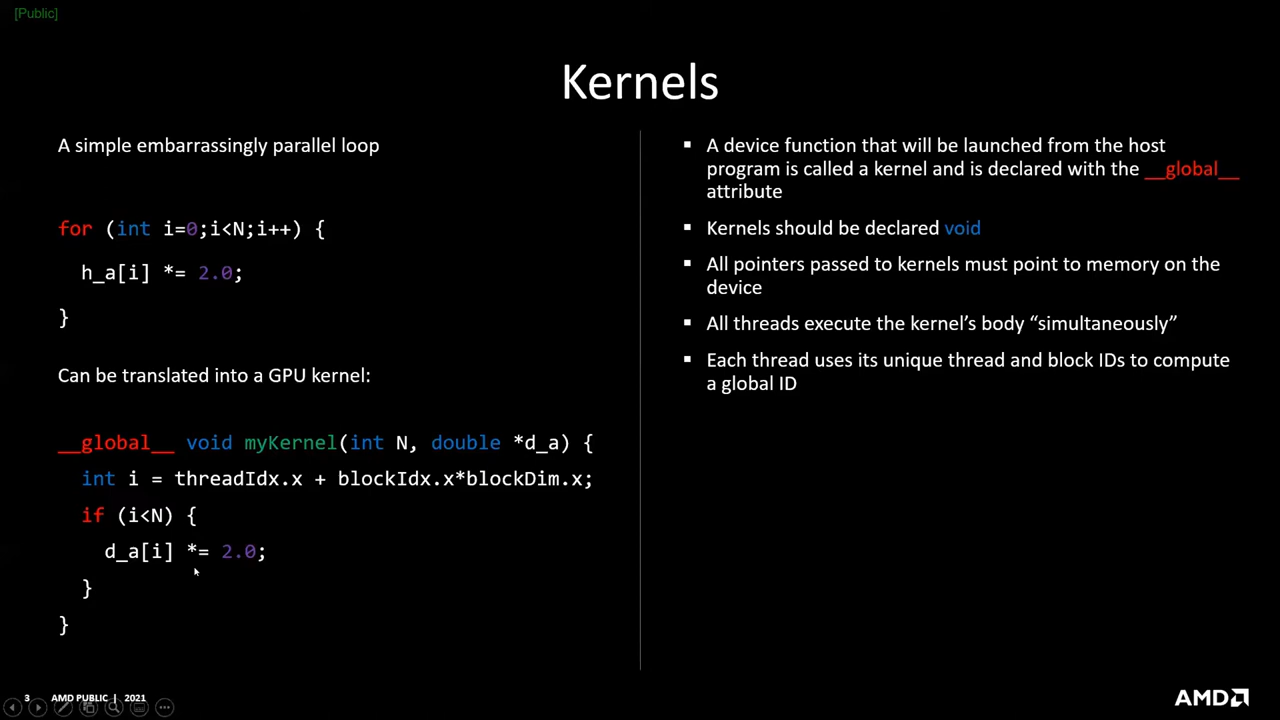 [Public]
Kernels
A simple embarrassingly parallel loop
for (int i=0;i<N;i++) {
h_a[i] *= 2.0;
}
Can be translated into a GPU kernel:
__global__ void myKernel(int N, double *d_a) {
int i = threadIdx.x + blockIdx.x*blockDim.x;
if (i<N) {
d_a[i] *= 2.0;
}
}
▪ A device function that will be launched from the host
program is called a kernel and is declared with the __global__
attribute
▪ Kernels should be declared void
▪ All pointers passed to kernels must point to memory on the
device
▪ All threads execute the kernel’s body “simultaneously”
▪ Each thread uses its unique thread and block IDs to compute
a global ID
3 AMD PUBLIC | 2021
AMD